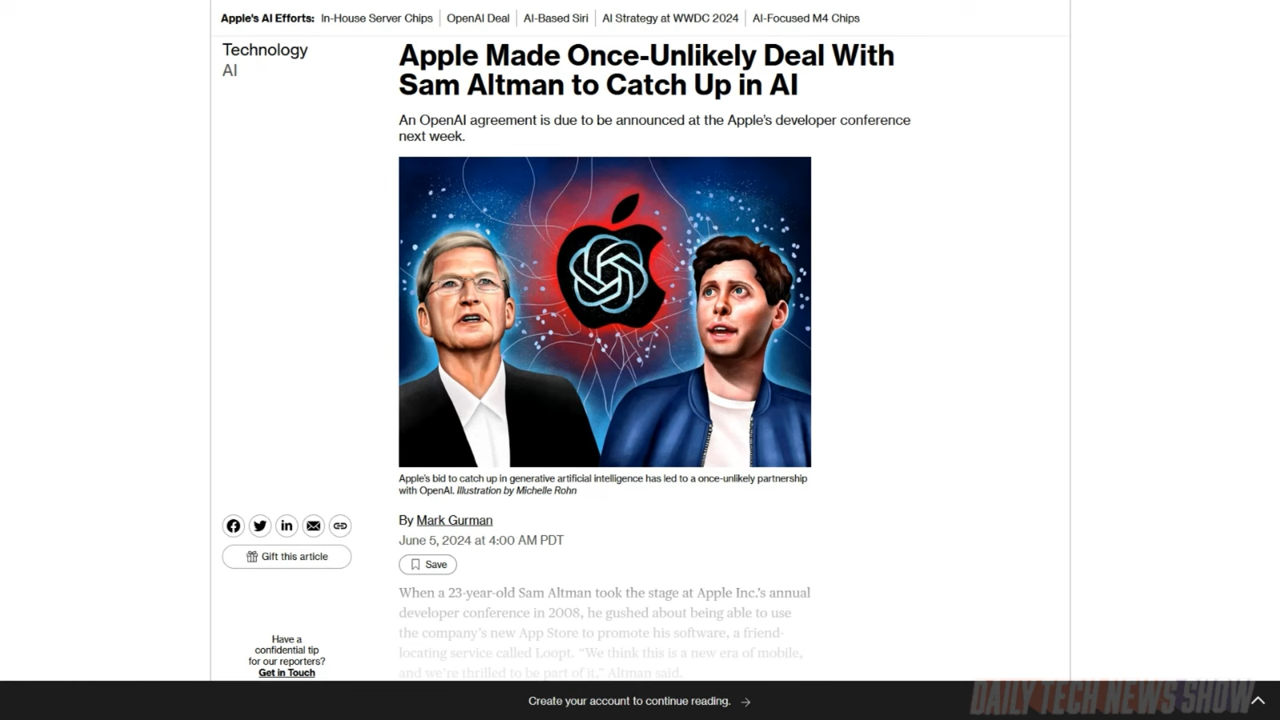 Apple's AI Efforts: In-House Server Chips OpenAI Deal AI-Based Siri AI Strategy at WWDC 2024 AI-Focused M4 Chips
Technology
AI
Apple Made Once-Unlikely Deal With
Sam Altman to Catch Up in AI
An OpenAI agreement is due to be announced at the Apple's developer conference
next week.
Apple's bid to catch up in generative artificial intelligence has led to a once-unlikely partnership
with OpenAI. Illustration by Michelle Rohn
By Mark Gurman
June 5, 2024 at 4:00 AM PDT
Save
Gift this article
When a 23-year-old Sam Altman took the stage at Apple Inc.'s annual
developer conference in 2008, he gushed about being able to use
the company's new App Store to promote his software, a friend-
locating service called Loopt. “We think this is a new era of mobile,
and we're thrilled to be part of it,” Altman said.
Have a
confidential tip
for our reporters?
Get in Touch
Create your account to continue reading.
DAILY TECH NEWS SHOW